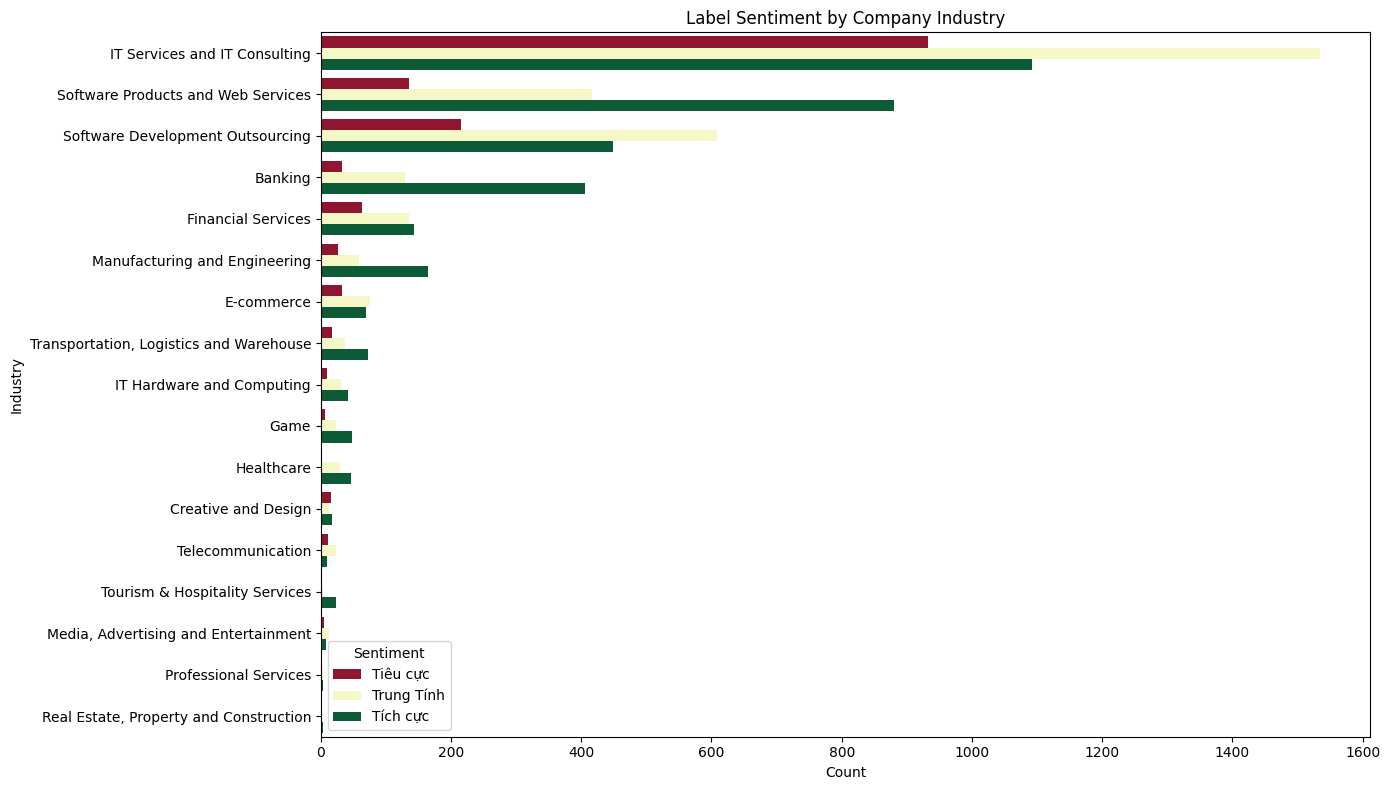 Label Sentiment by Company Industry
Industry
IT Services and IT Consulting
Software Products and Web Services
Software Development Outsourcing
Banking
Financial Services
Manufacturing and Engineering
E-commerce
Transportation, Logistics and Warehouse
IT Hardware and Computing
Game
Healthcare
Creative and Design
Telecommunication
Tourism & Hospitality Services
Media, Advertising and Entertainment
Professional Services
Real Estate, Property and Construction
Sentiment
Tiêu cực
Trung Tính
Tích cực
0 200 400 600 800 1000 1200 1400 1600
Count